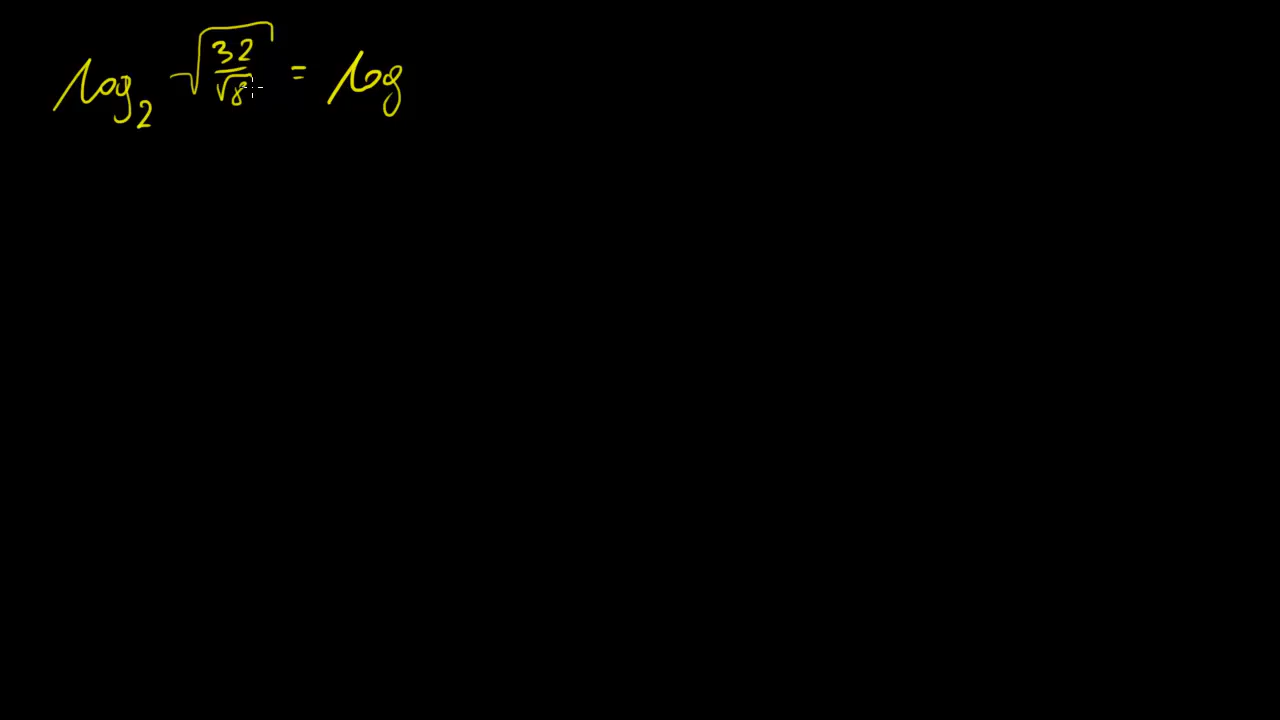 log₂ √(32/√8) = log